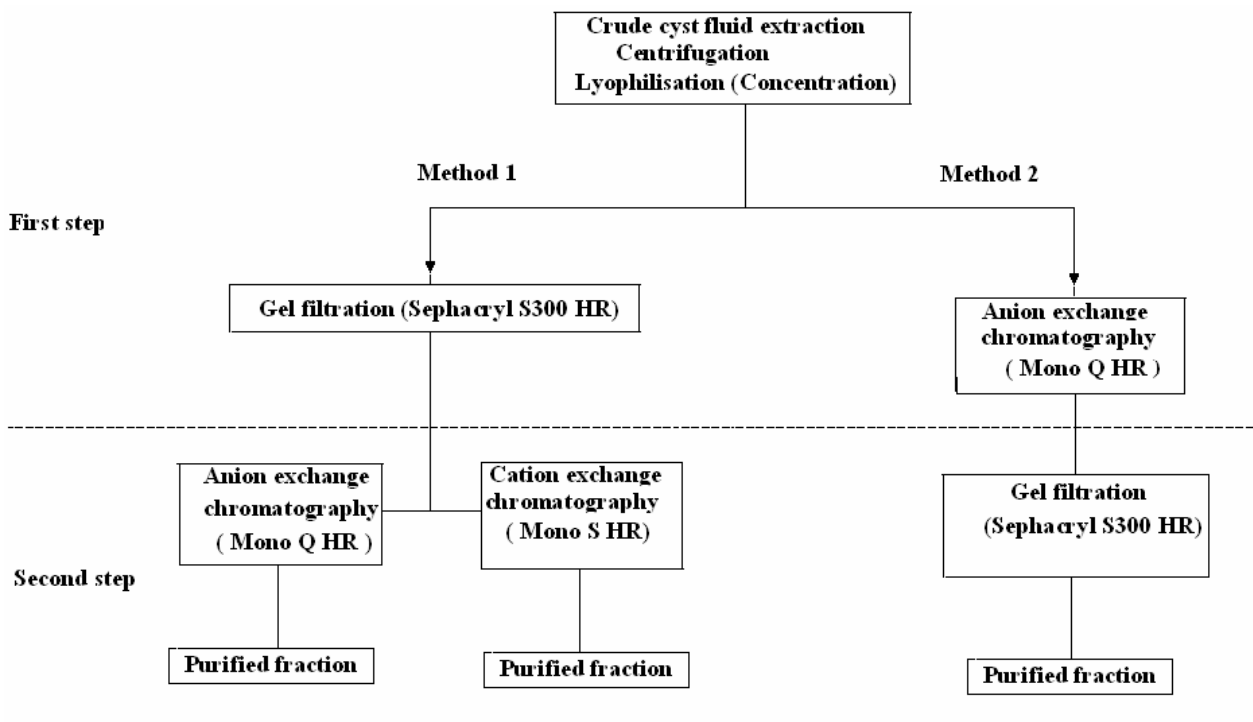 Crude cyst fluid extraction
Centrifugation
Lyophilisation (Concentration)
Method 1
Method 2
First step
Gel filtration (Sephacryl S300 HR)
Anion exchange
chromatography
( Mono Q HR )
Anion exchange
chromatography
( Mono Q HR )
Cation exchange
chromatography
( Mono S HR)
Gel filtration
(Sephacryl S300 HR)
Second step
Purified fraction
Purified fraction
Purified fraction